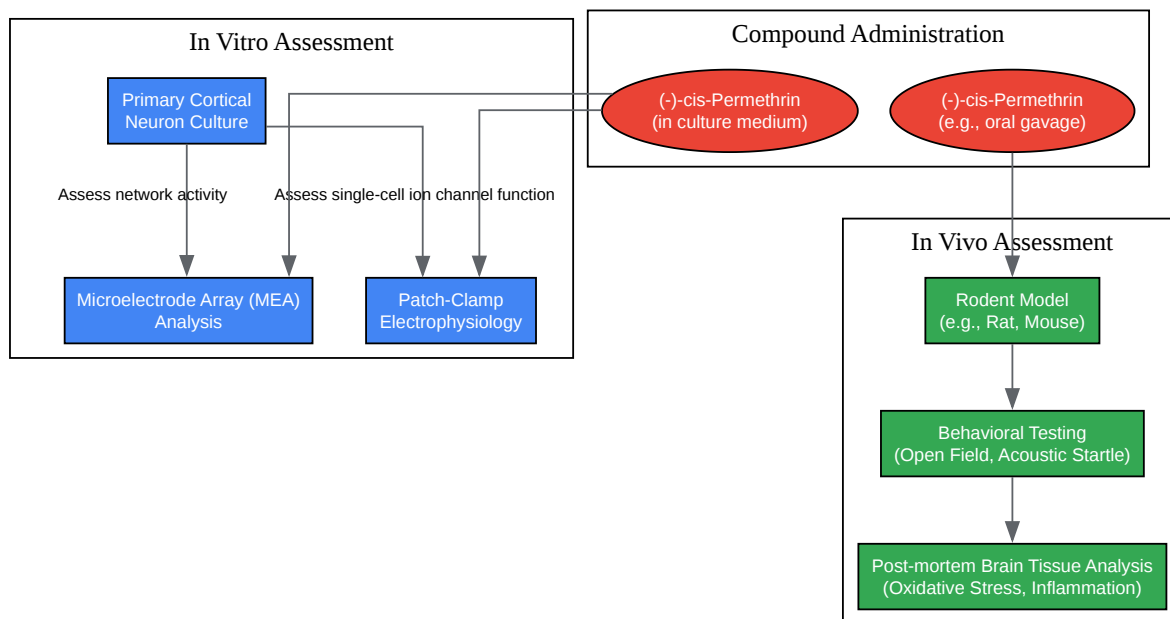 In Vitro Assessment
Primary Cortical
Neuron Culture
Assess network activity
Assess single-cell ion channel function
Microelectrode Array (MEA)
Analysis
Patch-Clamp
Electrophysiology
Compound Administration
(-)-cis-Permethrin
(in culture medium)
(-)-cis-Permethrin
(e.g., oral gavage)
In Vivo Assessment
Rodent Model
(e.g., Rat, Mouse)
Behavioral Testing
(Open Field, Acoustic Startle)
Post-mortem Brain Tissue Analysis
(Oxidative Stress, Inflammation)